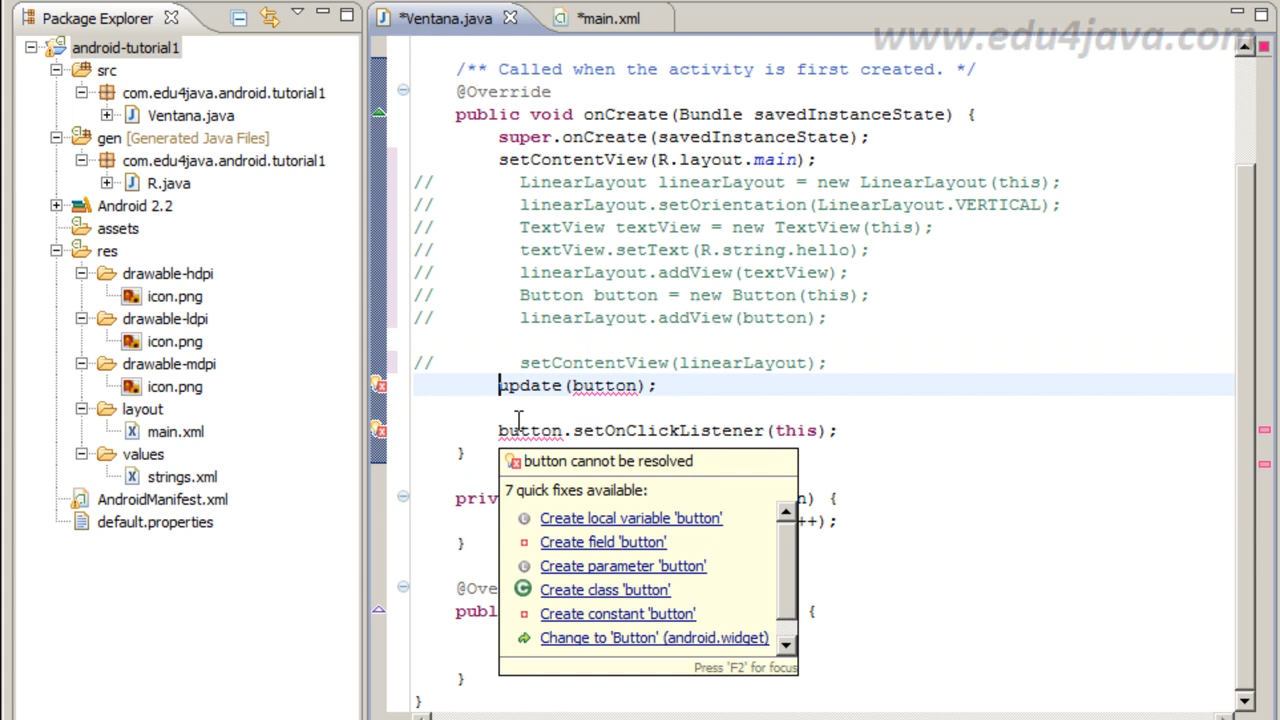 Package Explorer
*Ventana.java
*main.xml
www.edu4java.com
android-tutorial1
src
com.edu4java.android.tutorial1
Ventana.java
gen [Generated Java Files]
com.edu4java.android.tutorial1
R.java
Android 2.2
assets
res
drawable-hdpi
icon.png
drawable-ldpi
icon.png
drawable-mdpi
icon.png
layout
main.xml
values
strings.xml
AndroidManifest.xml
default.properties
/** Called when the activity is first created. */
@Override
public void onCreate(Bundle savedInstanceState) {
super.onCreate(savedInstanceState);
setContentView(R.layout.main);
// LinearLayout linearLayout = new LinearLayout(this);
// linearLayout.setOrientation(LinearLayout.VERTICAL);
// TextView textView = new TextView(this);
// textView.setText(R.string.hello);
// linearLayout.addView(textView);
// Button button = new Button(this);
// linearLayout.addView(button);
// setContentView(linearLayout);
update(button);
button.setOnClickListener(this);
}
button cannot be resolved
7 quick fixes available:
Create local variable 'button'
Create field 'button'
Create parameter 'button'
Create class 'button'
Create constant 'button'
Change to 'Button' (android.widget)
Press 'F2' for focus
priv n) {
++);
}
@Ove
publ {
}
}